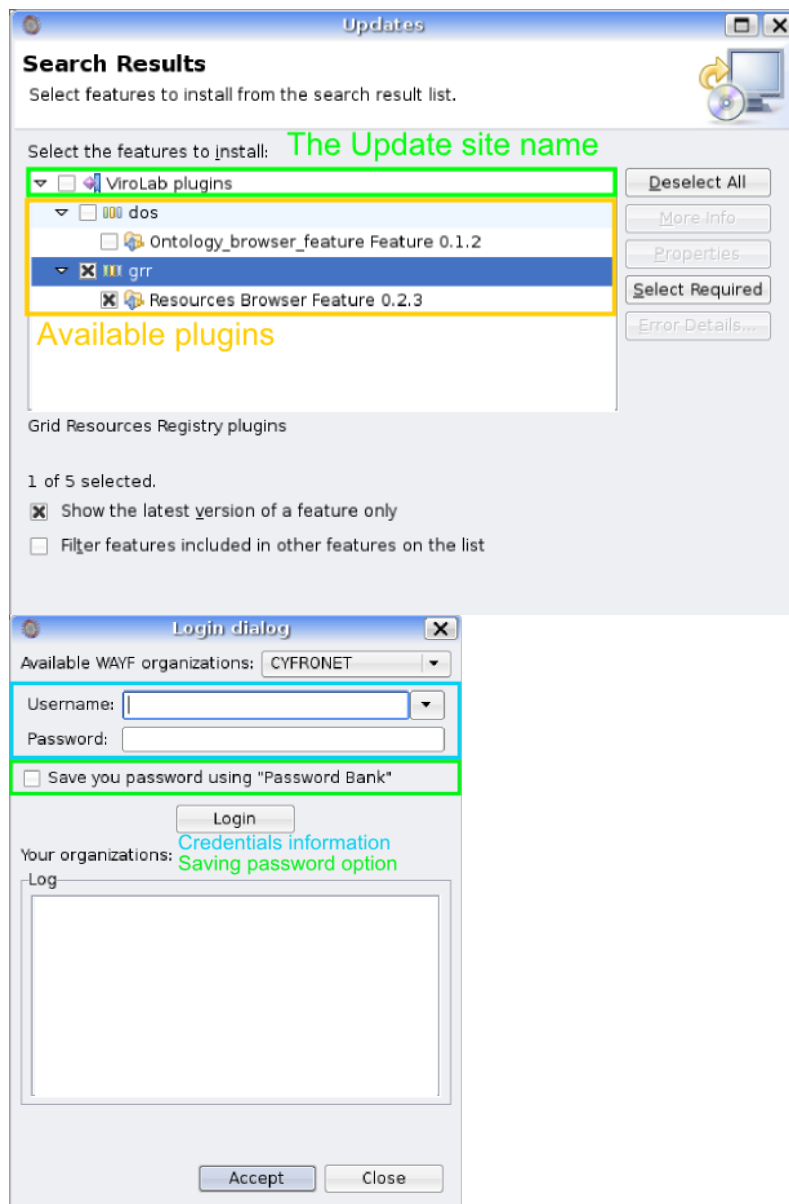 Updates
Search Results
Select features to install from the search result list.
Select the features to install: The Update site name
ViroLab plugins
Deselect All
dos
More Info
Ontology_browser_feature Feature 0.1.2
Properties
grr
Resources Browser Feature 0.2.3
Select Required
Available plugins
Error Details...
Grid Resources Registry plugins
1 of 5 selected.
Show the latest version of a feature only
Filter features included in other features on the list
Login dialog
Available WAYF organizations: CYFRONET
Username:
Password:
Save you password using "Password Bank"
Login
Credentials information
Your organizations: Saving password option
Log
Accept Close